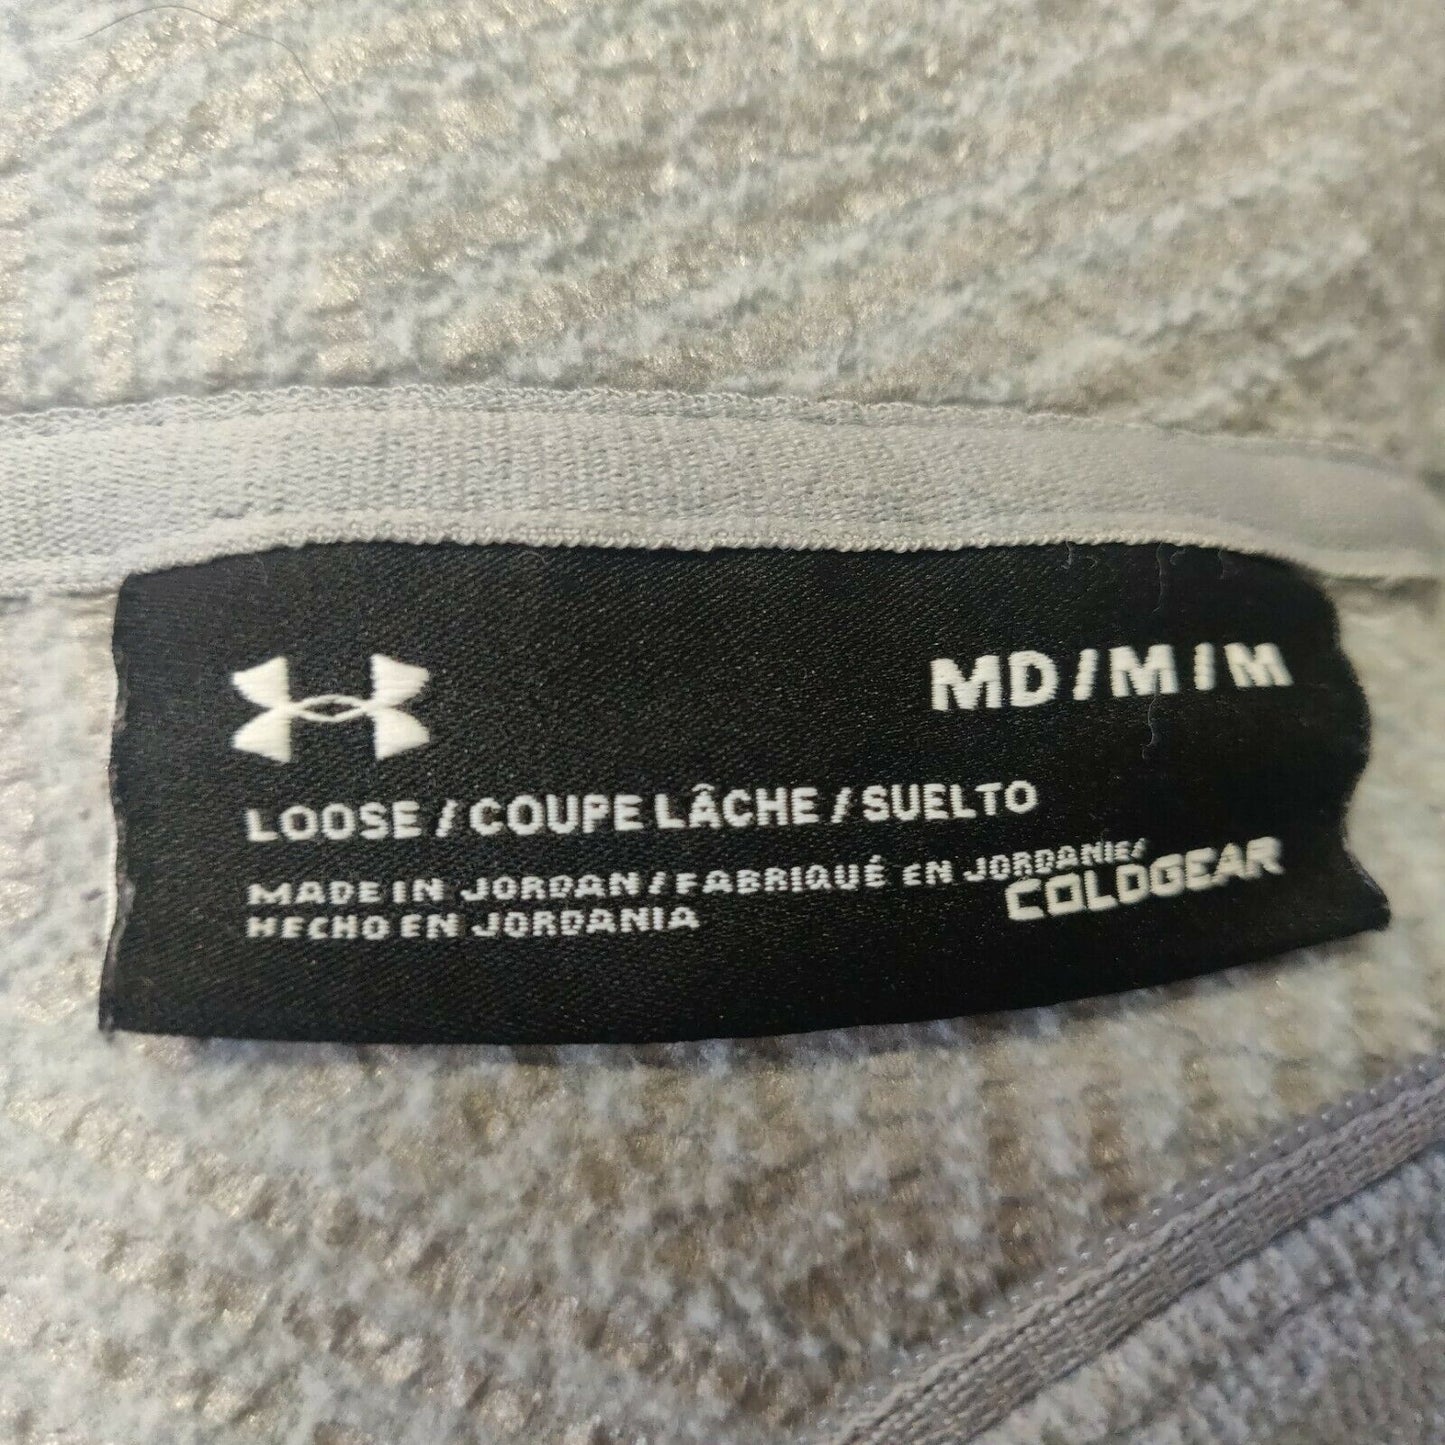 MD / M / M
LOOSE / COUPE LÂCHE / SUELTO
MADE IN JORDAN / FABRIQUÉ EN JORDANIE/
HECHO EN JORDANIA
COLDGEAR